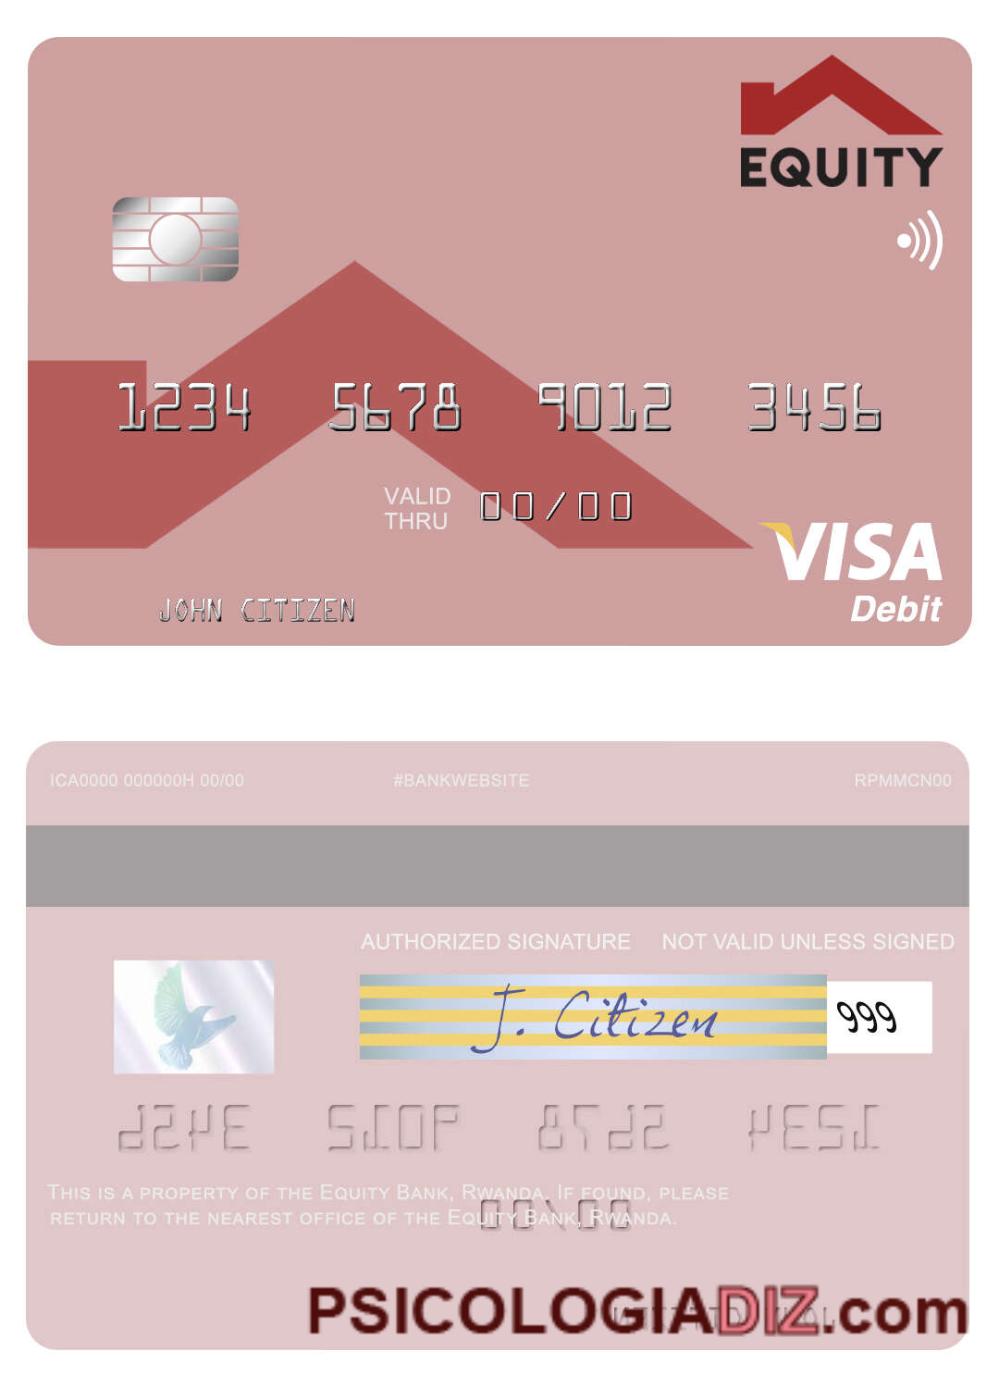 EQUITY
1234 5678 9012 3456
VALID
THRU 00/00
VISA
Debit
JOHN CITIZEN
ICA0000 000000H 00/00 #BANKWEBSITE RPMMCN00
AUTHORIZED SIGNATURE NOT VALID UNLESS SIGNED
J. Citizen 999
THIS IS A PROPERTY OF THE EQUITY BANK, RWANDA. IF FOUND, PLEASE
RETURN TO THE NEAREST OFFICE OF THE EQUITY BANK, RWANDA.
PSICOLOGIADIZ.com